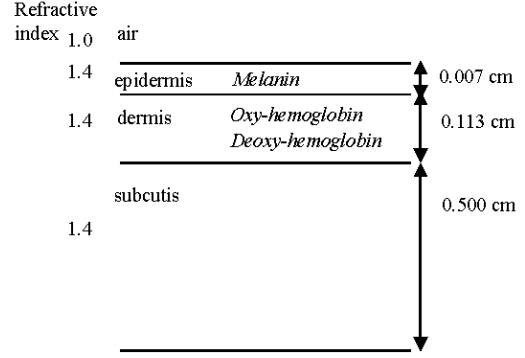 Refractive
index 1.0 air
1.4 epidermis Melanin 0.007 cm
1.4 dermis Oxy-hemoglobin 0.113 cm
Deoxy-hemoglobin
subcutis 0.500 cm
1.4